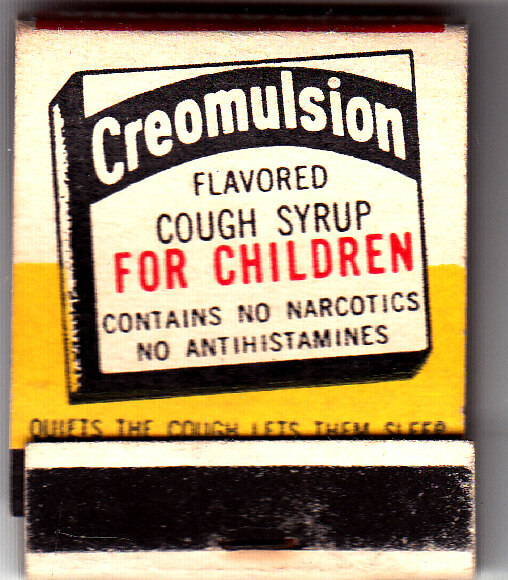 Creomulsion
FLAVORED
COUGH SYRUP
FOR CHILDREN
CONTAINS NO NARCOTICS
NO ANTIHISTAMINES
QUIETS THE COUGH LETS THEM SLEEP